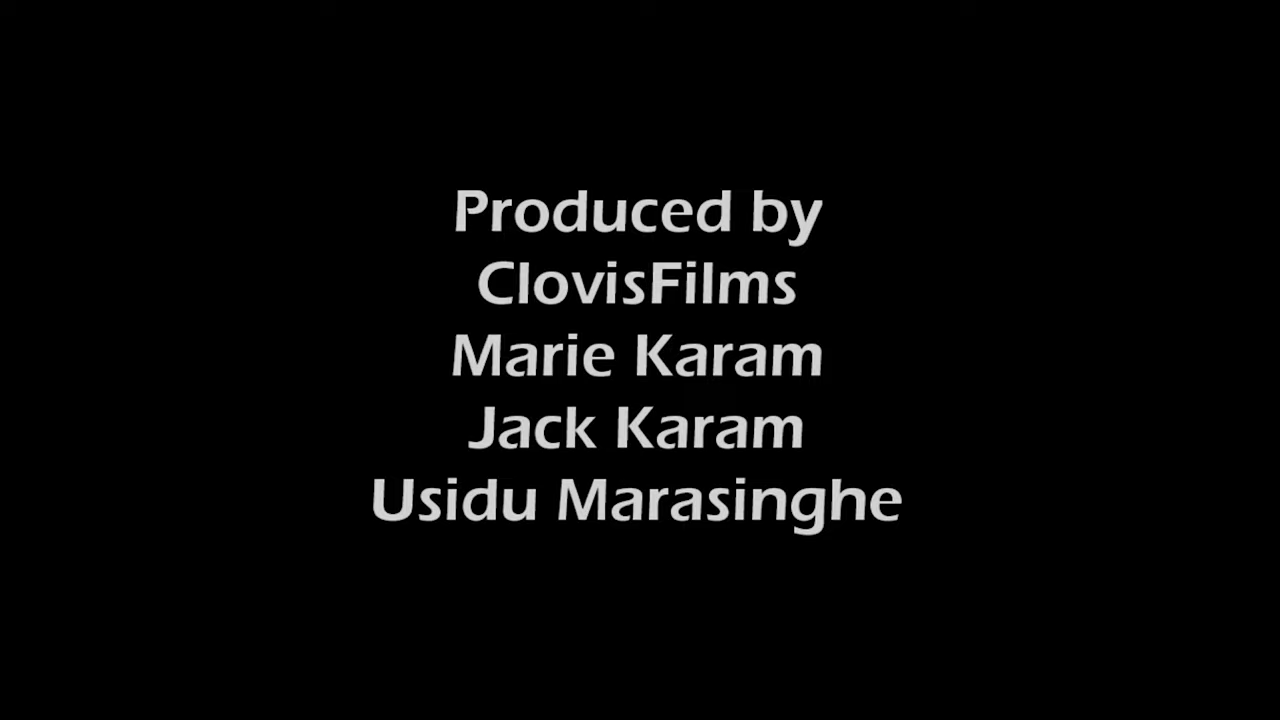 Produced by
ClovisFilms
Marie Karam
Jack Karam
Usidu Marasinghe